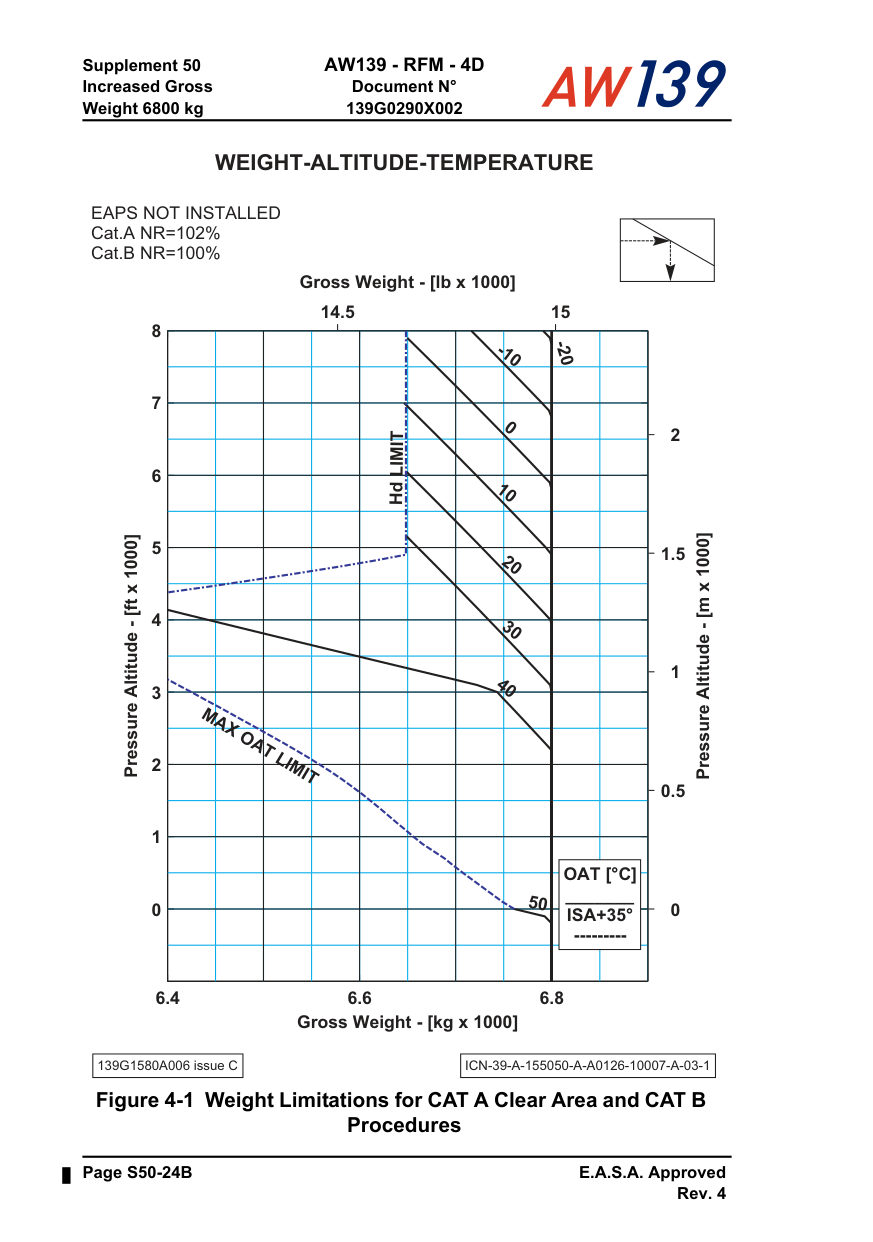 Supplement 50
Increased Gross
Weight 6800 kg
AW139 - RFM - 4D
Document N°
139G0290X002
AW139
WEIGHT-ALTITUDE-TEMPERATURE
EAPS NOT INSTALLED
Cat.A NR=102%
Cat.B NR=100%
Gross Weight - [lb x 1000]
14.5 15
8
7
6
5
4
3
2
1
0
Pressure Altitude - [ft x 1000]
Hd LIMIT
MAX OAT LIMIT
-20
-10
0
10
20
30
40
50
2
1.5
1
0.5
0
Pressure Altitude - [m x 1000]
OAT [°C]
ISA+35°
---------
6.4 6.6 6.8
Gross Weight - [kg x 1000]
139G1580A006 issue C
ICN-39-A-155050-A-A0126-10007-A-03-1
Figure 4-1 Weight Limitations for CAT A Clear Area and CAT B
Procedures
Page S50-24B
E.A.S.A. Approved
Rev. 4